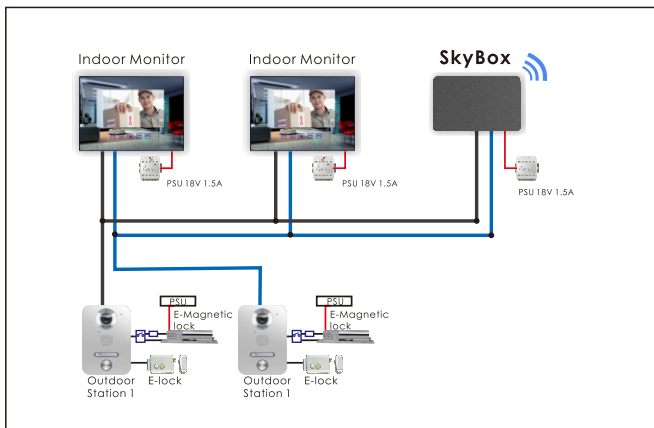 Indoor Monitor
Indoor Monitor
SkyBox
PSU 18V 1.5A
PSU 18V 1.5A
PSU 18V 1.5A
PSU
E-Magnetic
lock
PSU
E-Magnetic
lock
Outdoor
Station 1
E-lock
Outdoor
Station 1
E-lock